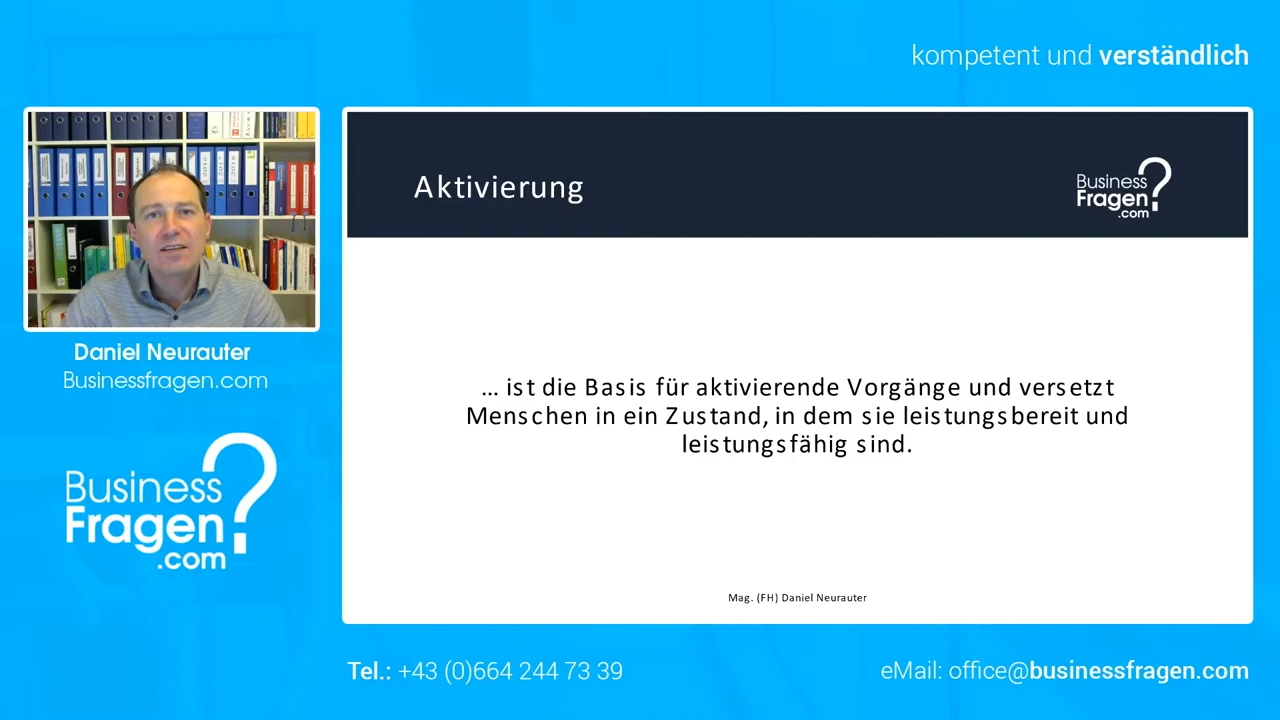 kompetent und verständlich
Aktivierung
Business
Fragen?
.com
Daniel Neurauter
Businessfragen.com
Business
Fragen?
.com
… ist die Basis für aktivierende Vorgänge und versetzt
Menschen in ein Zustand, in dem sie leistungsbereit und
leistungsfähig sind.
Mag. (FH) Daniel Neurauter
Tel.: +43 (0)664 244 73 39
eMail: office@businessfragen.com